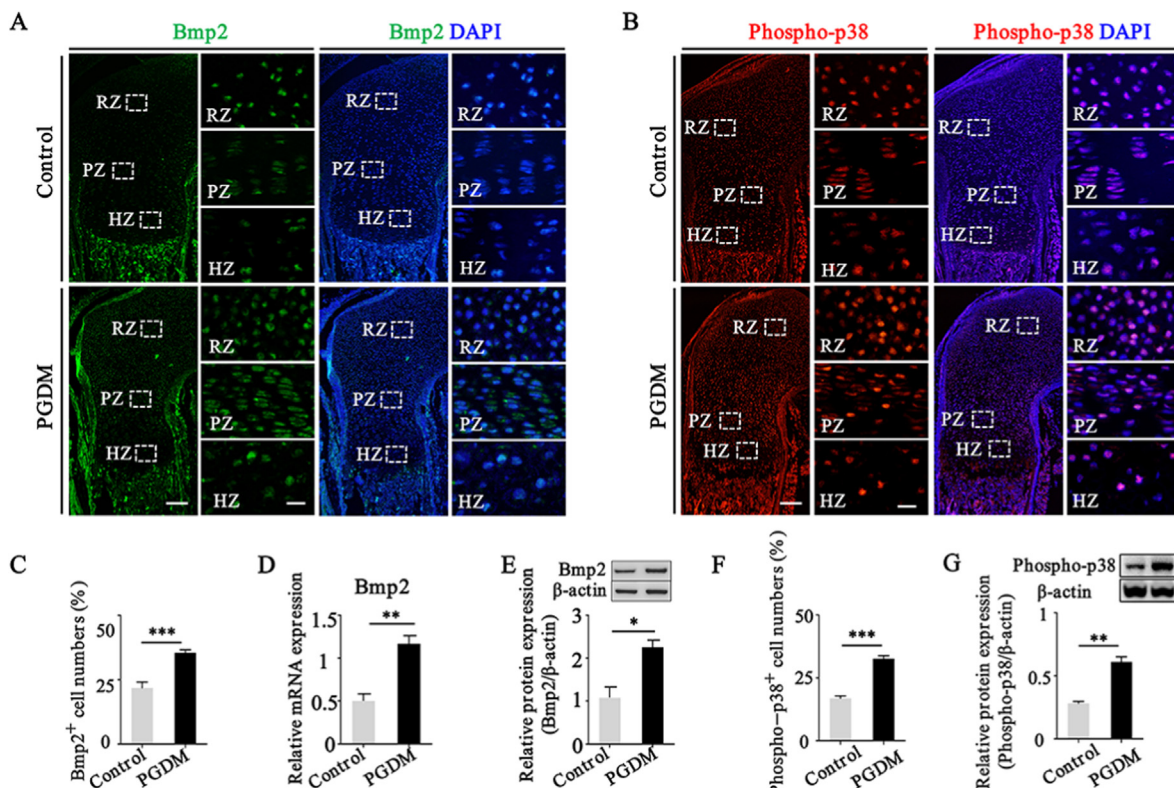 A
Bmp2
Bmp2 DAPI
Control
RZ
RZ
RZ
RZ
PZ
PZ
PZ
PZ
HZ
HZ
HZ
HZ
PGDM
RZ
RZ
RZ
RZ
PZ
PZ
PZ
PZ
HZ
HZ
HZ
HZ
B
Phospho-p38
Phospho-p38 DAPI
Control
RZ
RZ
RZ
RZ
PZ
PZ
PZ
PZ
HZ
HZ
HZ
HZ
PGDM
RZ
RZ
RZ
RZ
PZ
PZ
PZ
PZ
HZ
HZ
HZ
HZ
C
Bmp2+ cell numbers (%)
50
25
0
***
Control
PGDM
D
Bmp2
Relative mRNA expression
1.5
1.0
0.5
0.0
**
Control
PGDM
E
Bmp2
β-actin
Relative protein expression
(Bmp2/β-actin)
3
2
1
0
*
Control
PGDM
F
Phospho-p38+ cell numbers (%)
50
25
0
***
Control
PGDM
G
Phospho-p38
β-actin
Relative protein expression
(Phospho-p38/β-actin)
1
0.5
0
**
Control
PGDM